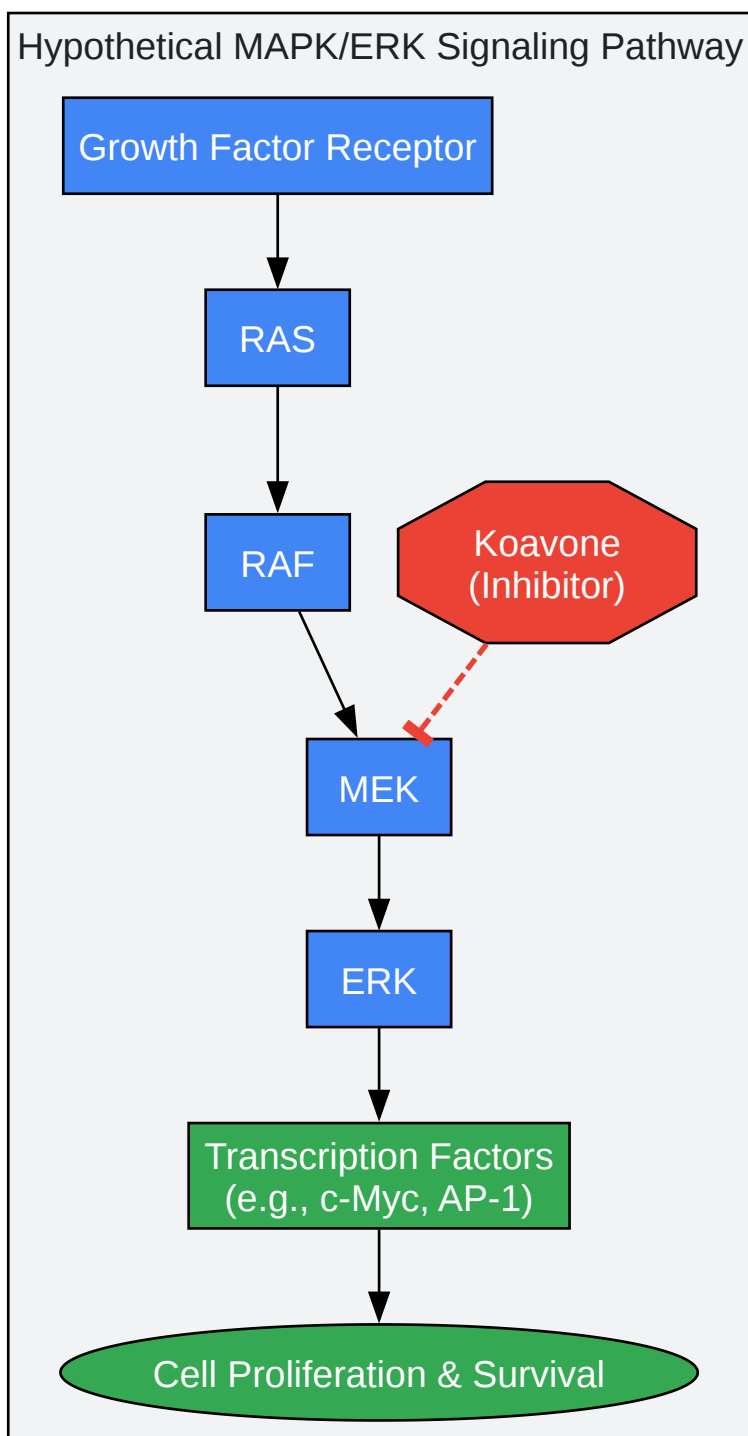 Hypothetical MAPK/ERK Signaling Pathway
Growth Factor Receptor
RAS
RAF
Koavone
(Inhibitor)
MEK
ERK
Transcription Factors
(e.g., c-Myc, AP-1)
Cell Proliferation & Survival